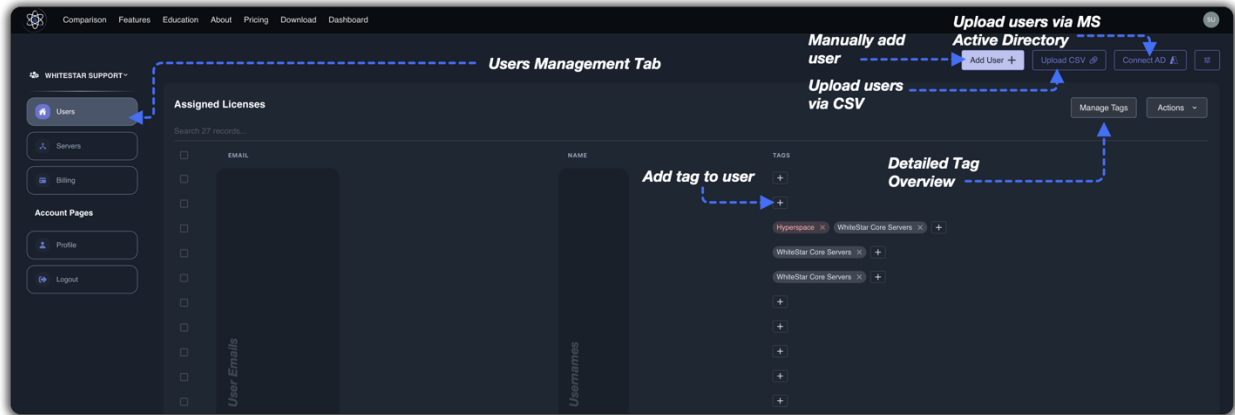 Comparison Features Education About Pricing Download Dashboard
SU
Upload users via MS
Active Directory
Manually add
user
Users Management Tab
Add User +
Upload CSV
Connect AD
WHITESTAR SUPPORT
Upload users
via CSV
Users
Assigned Licenses
Manage Tags
Actions
Search 27 records..
Servers
EMAIL
NAME
TAGS
Detailed Tag
Overview
Add tag to user
+
Billing
+
Account Pages
Hyperspace × WhiteStar Core Servers × +
Profile
WhiteStar Core Servers × +
Logout
WhiteStar Core Servers × +
+
+
+
+
+
User Emails
Usernames